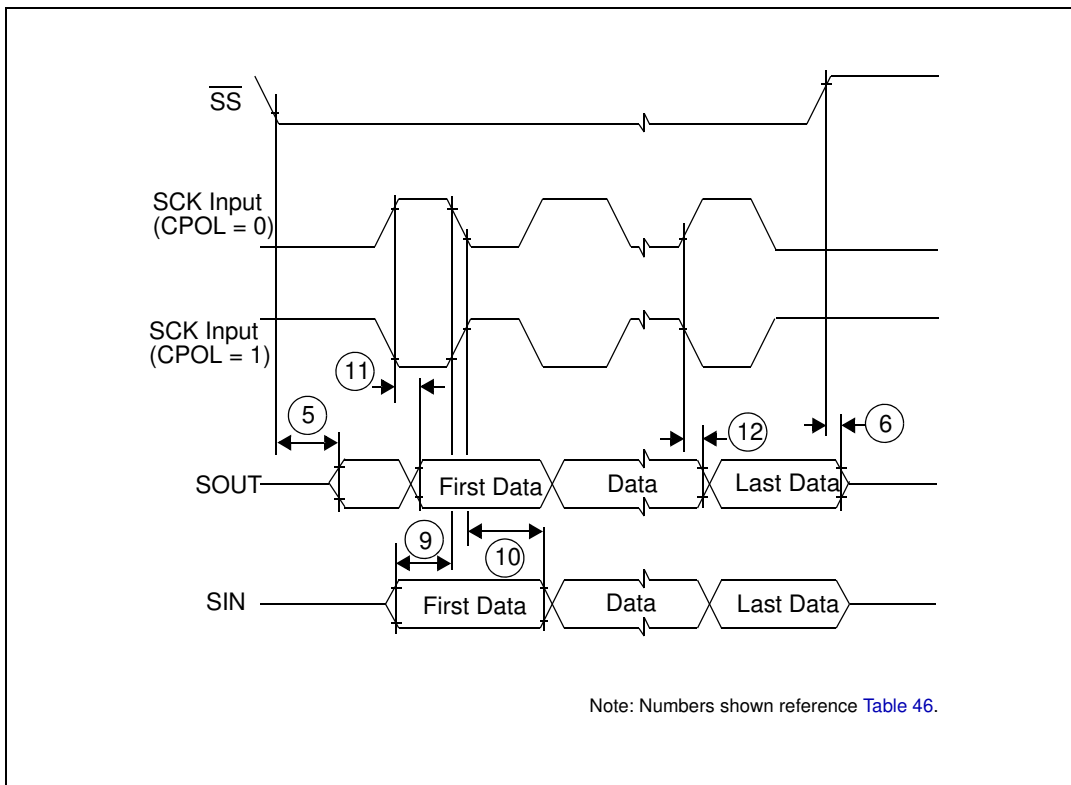 SS
SCK Input
(CPOL = 0)
SCK Input
(CPOL = 1)
11
5
12
6
SOUT
First Data
Data
Last Data
9
10
SIN
First Data
Data
Last Data
Note: Numbers shown reference Table 46.